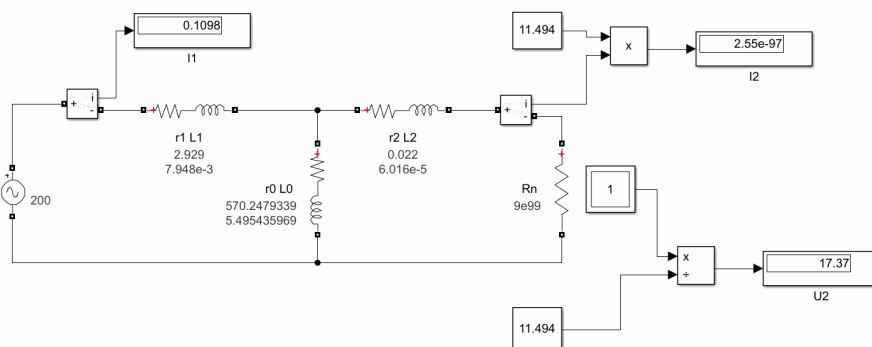 0.1098
I1
11.494
x
2.55e-97
I2
i
+
-
r1 L1
2.929
7.948e-3
r2 L2
0.022
6.016e-5
i
+
-
200
r0 L0
570.2479339
5.495435969
Rn
9e99
1
x
÷
17.37
U2
11.494